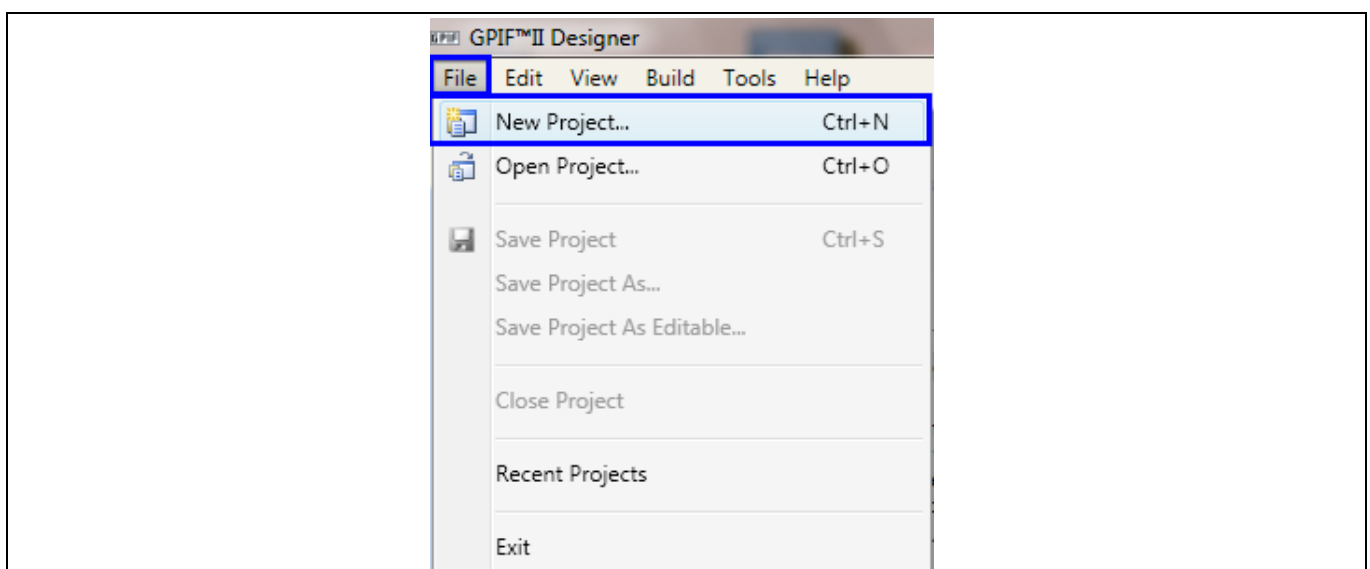 GPIF GPIF™II Designer
File Edit View Build Tools Help
New Project... Ctrl+N
Open Project... Ctrl+O
Save Project Ctrl+S
Save Project As...
Save Project As Editable...
Close Project
Recent Projects
Exit